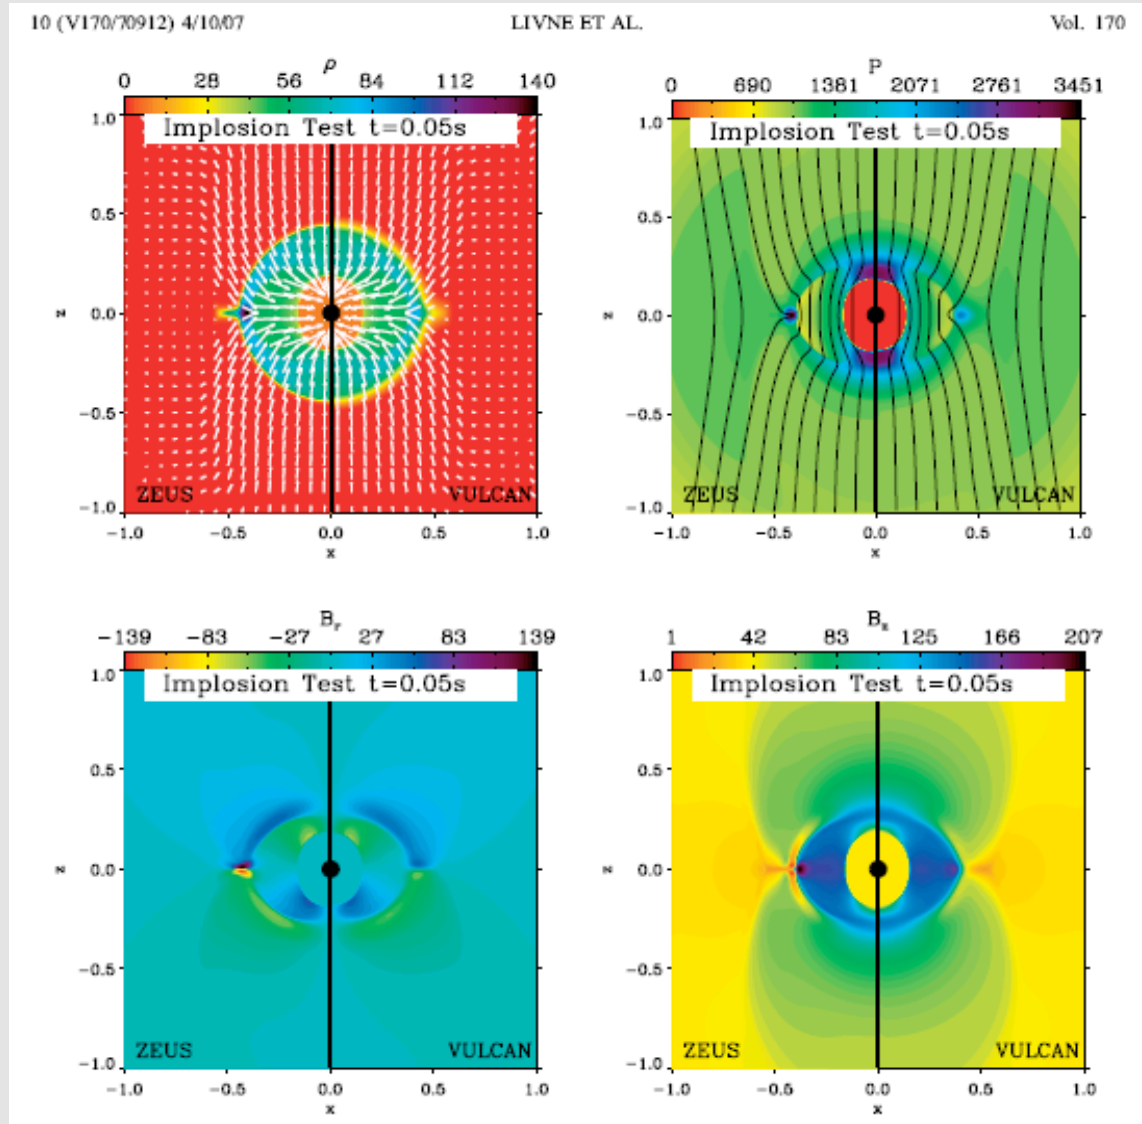 10 (V170/70912) 4/10/07 LIVNE ET AL. Vol. 170
ρ
0 28 56 84 112 140
Implosion Test t=0.05s
1.0
0.5
0.0
−0.5
−1.0
z
ZEUS VULCAN
−1.0 −0.5 0.0 0.5 1.0
x
P
0 690 1381 2071 2761 3451
Implosion Test t=0.05s
1.0
0.5
0.0
−0.5
−1.0
z
ZEUS VULCAN
−1.0 −0.5 0.0 0.5 1.0
x
B_r
−139 −83 −27 27 83 139
Implosion Test t=0.05s
1.0
0.5
0.0
−0.5
−1.0
z
ZEUS VULCAN
−1.0 −0.5 0.0 0.5 1.0
x
B_z
1 42 83 125 166 207
Implosion Test t=0.05s
1.0
0.5
0.0
−0.5
−1.0
z
ZEUS VULCAN
−1.0 −0.5 0.0 0.5 1.0
x